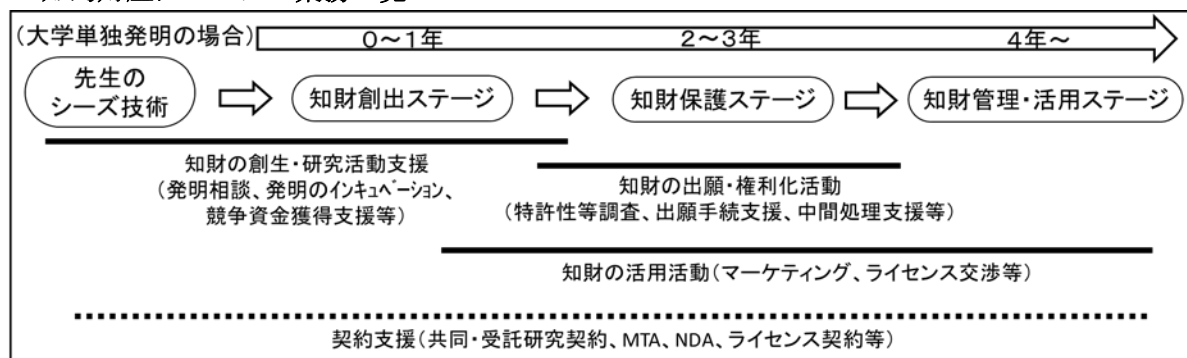 (大学単独発明の場合)
0~1年
2~3年
4年~
先生の
シーズ技術
知財創出ステージ
知財保護ステージ
知財管理・活用ステージ
知財の創生・研究活動支援
(発明相談、発明のインキュベーション、
競争資金獲得支援等)
知財の出願・権利化活動
(特許性等調査、出願手続支援、中間処理支援等)
知財の活用活動(マーケティング、ライセンス交渉等)
契約支援(共同・受託研究契約、MTA、NDA、ライセンス契約等)